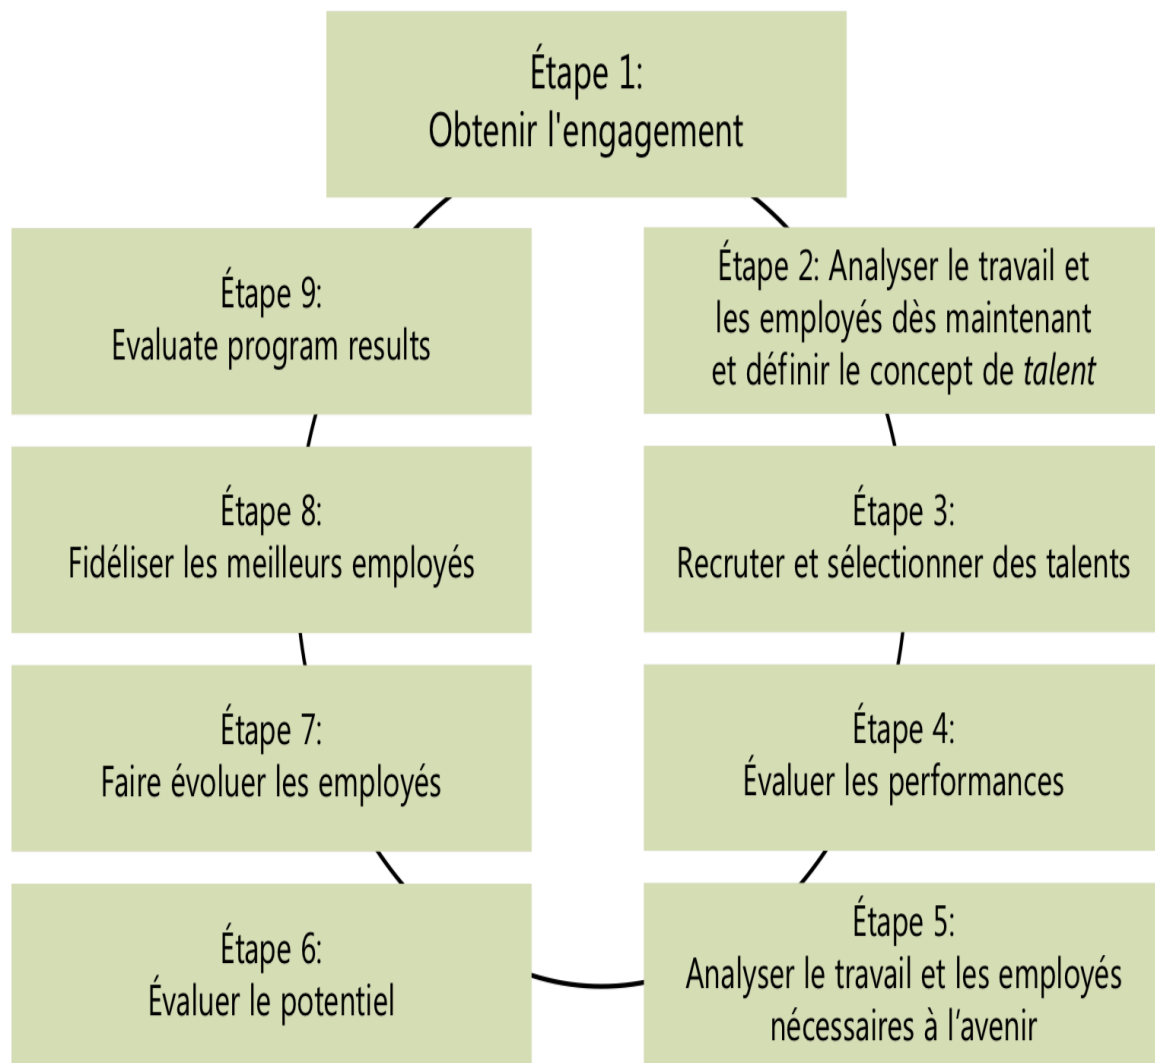 Étape 1:
Obtenir l'engagement
Étape 2: Analyser le travail et
les employés dès maintenant
et définir le concept de talent
Étape 3:
Recruter et sélectionner des talents
Étape 4:
Évaluer les performances
Étape 5:
Analyser le travail et les employés
nécessaires à l'avenir
Étape 6:
Évaluer le potentiel
Étape 7:
Faire évoluer les employés
Étape 8:
Fidéliser les meilleurs employés
Étape 9:
Evaluate program results